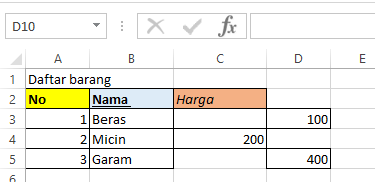 D10 fx
A B C D E
1 Daftar barang
2 No Nama Harga
3 1 Beras 100
4 2 Micin 200
5 3 Garam 400
6